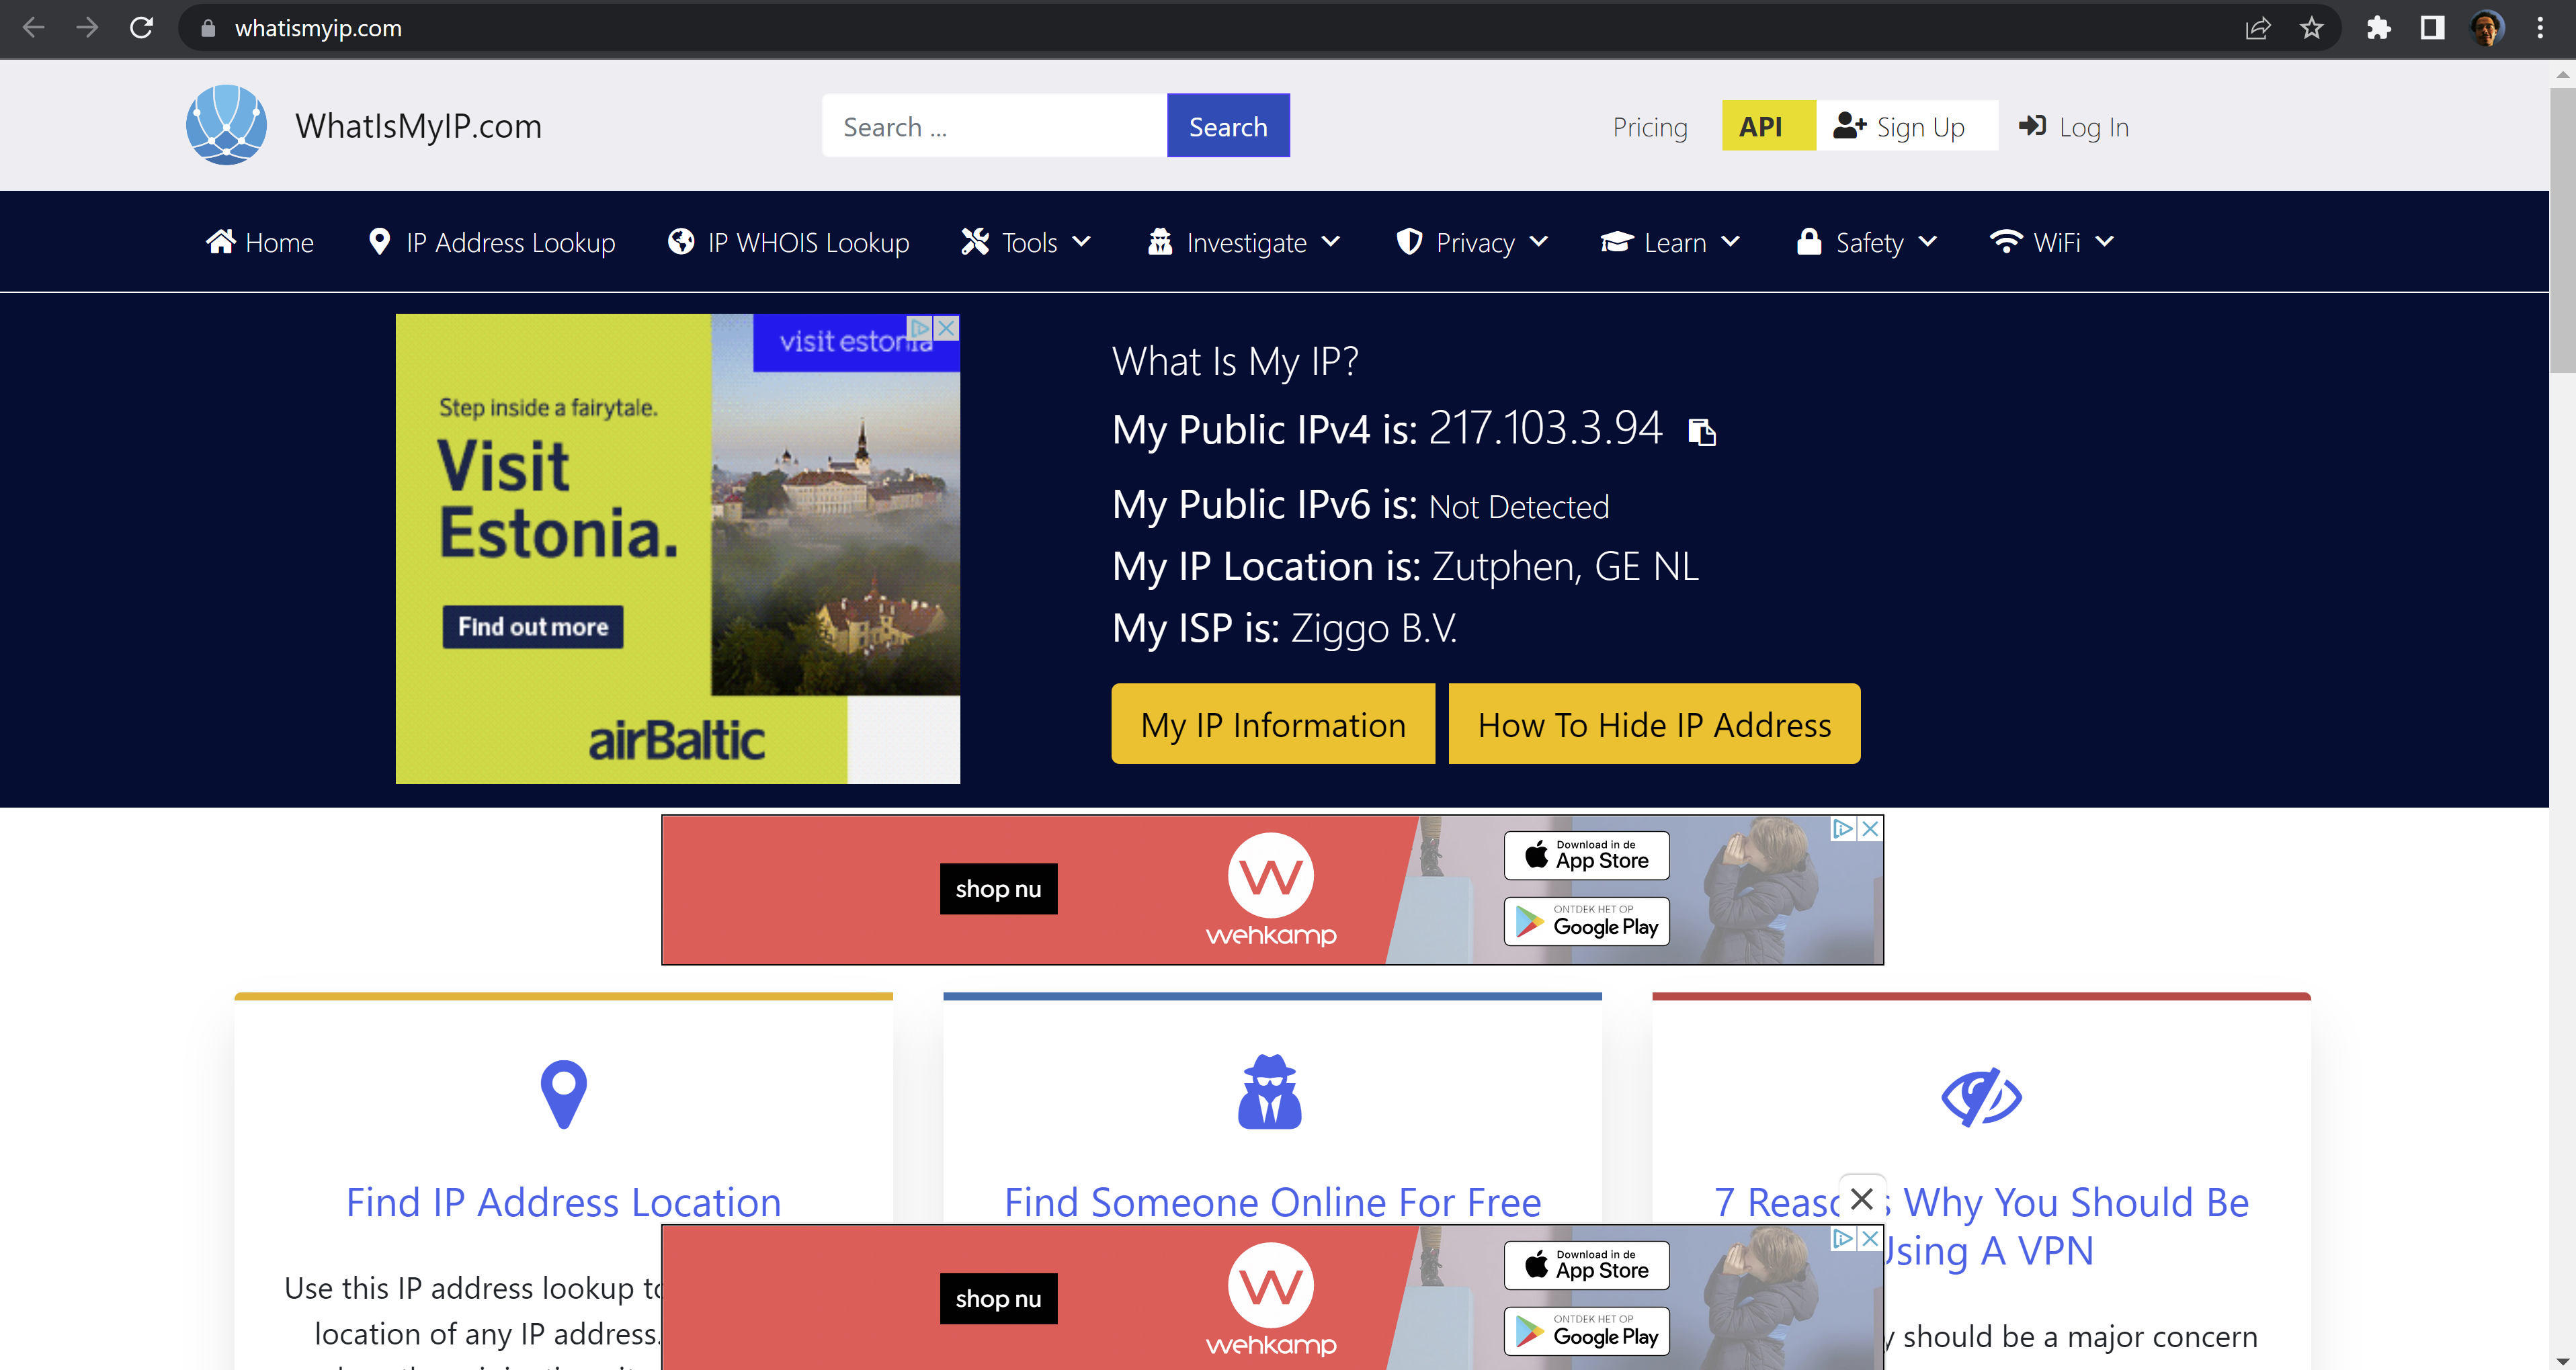 whatismyip.com
WhatIsMyIP.com
Search ...
Search
Pricing
API
Sign Up
Log In
Home
IP Address Lookup
IP WHOIS Lookup
Tools
Investigate
Privacy
Learn
Safety
WiFi
visit estonia
Step inside a fairytale.
Visit
Estonia.
Find out more
airBaltic
What Is My IP?
My Public IPv4 is: 217.103.3.94
My Public IPv6 is: Not Detected
My IP Location is: Zutphen, GE NL
My ISP is: Ziggo B.V.
My IP Information
How To Hide IP Address
shop nu
wehkamp
Download in de
App Store
ONTDEK HET OP
Google Play
Find IP Address Location
Find Someone Online For Free
7 Reaso s Why You Should Be
Using A VPN
Use this IP address lookup to
location of any IP address.
shop nu
wehkamp
Download in de
App Store
ONTDEK HET OP
Google Play
y should be a major concern